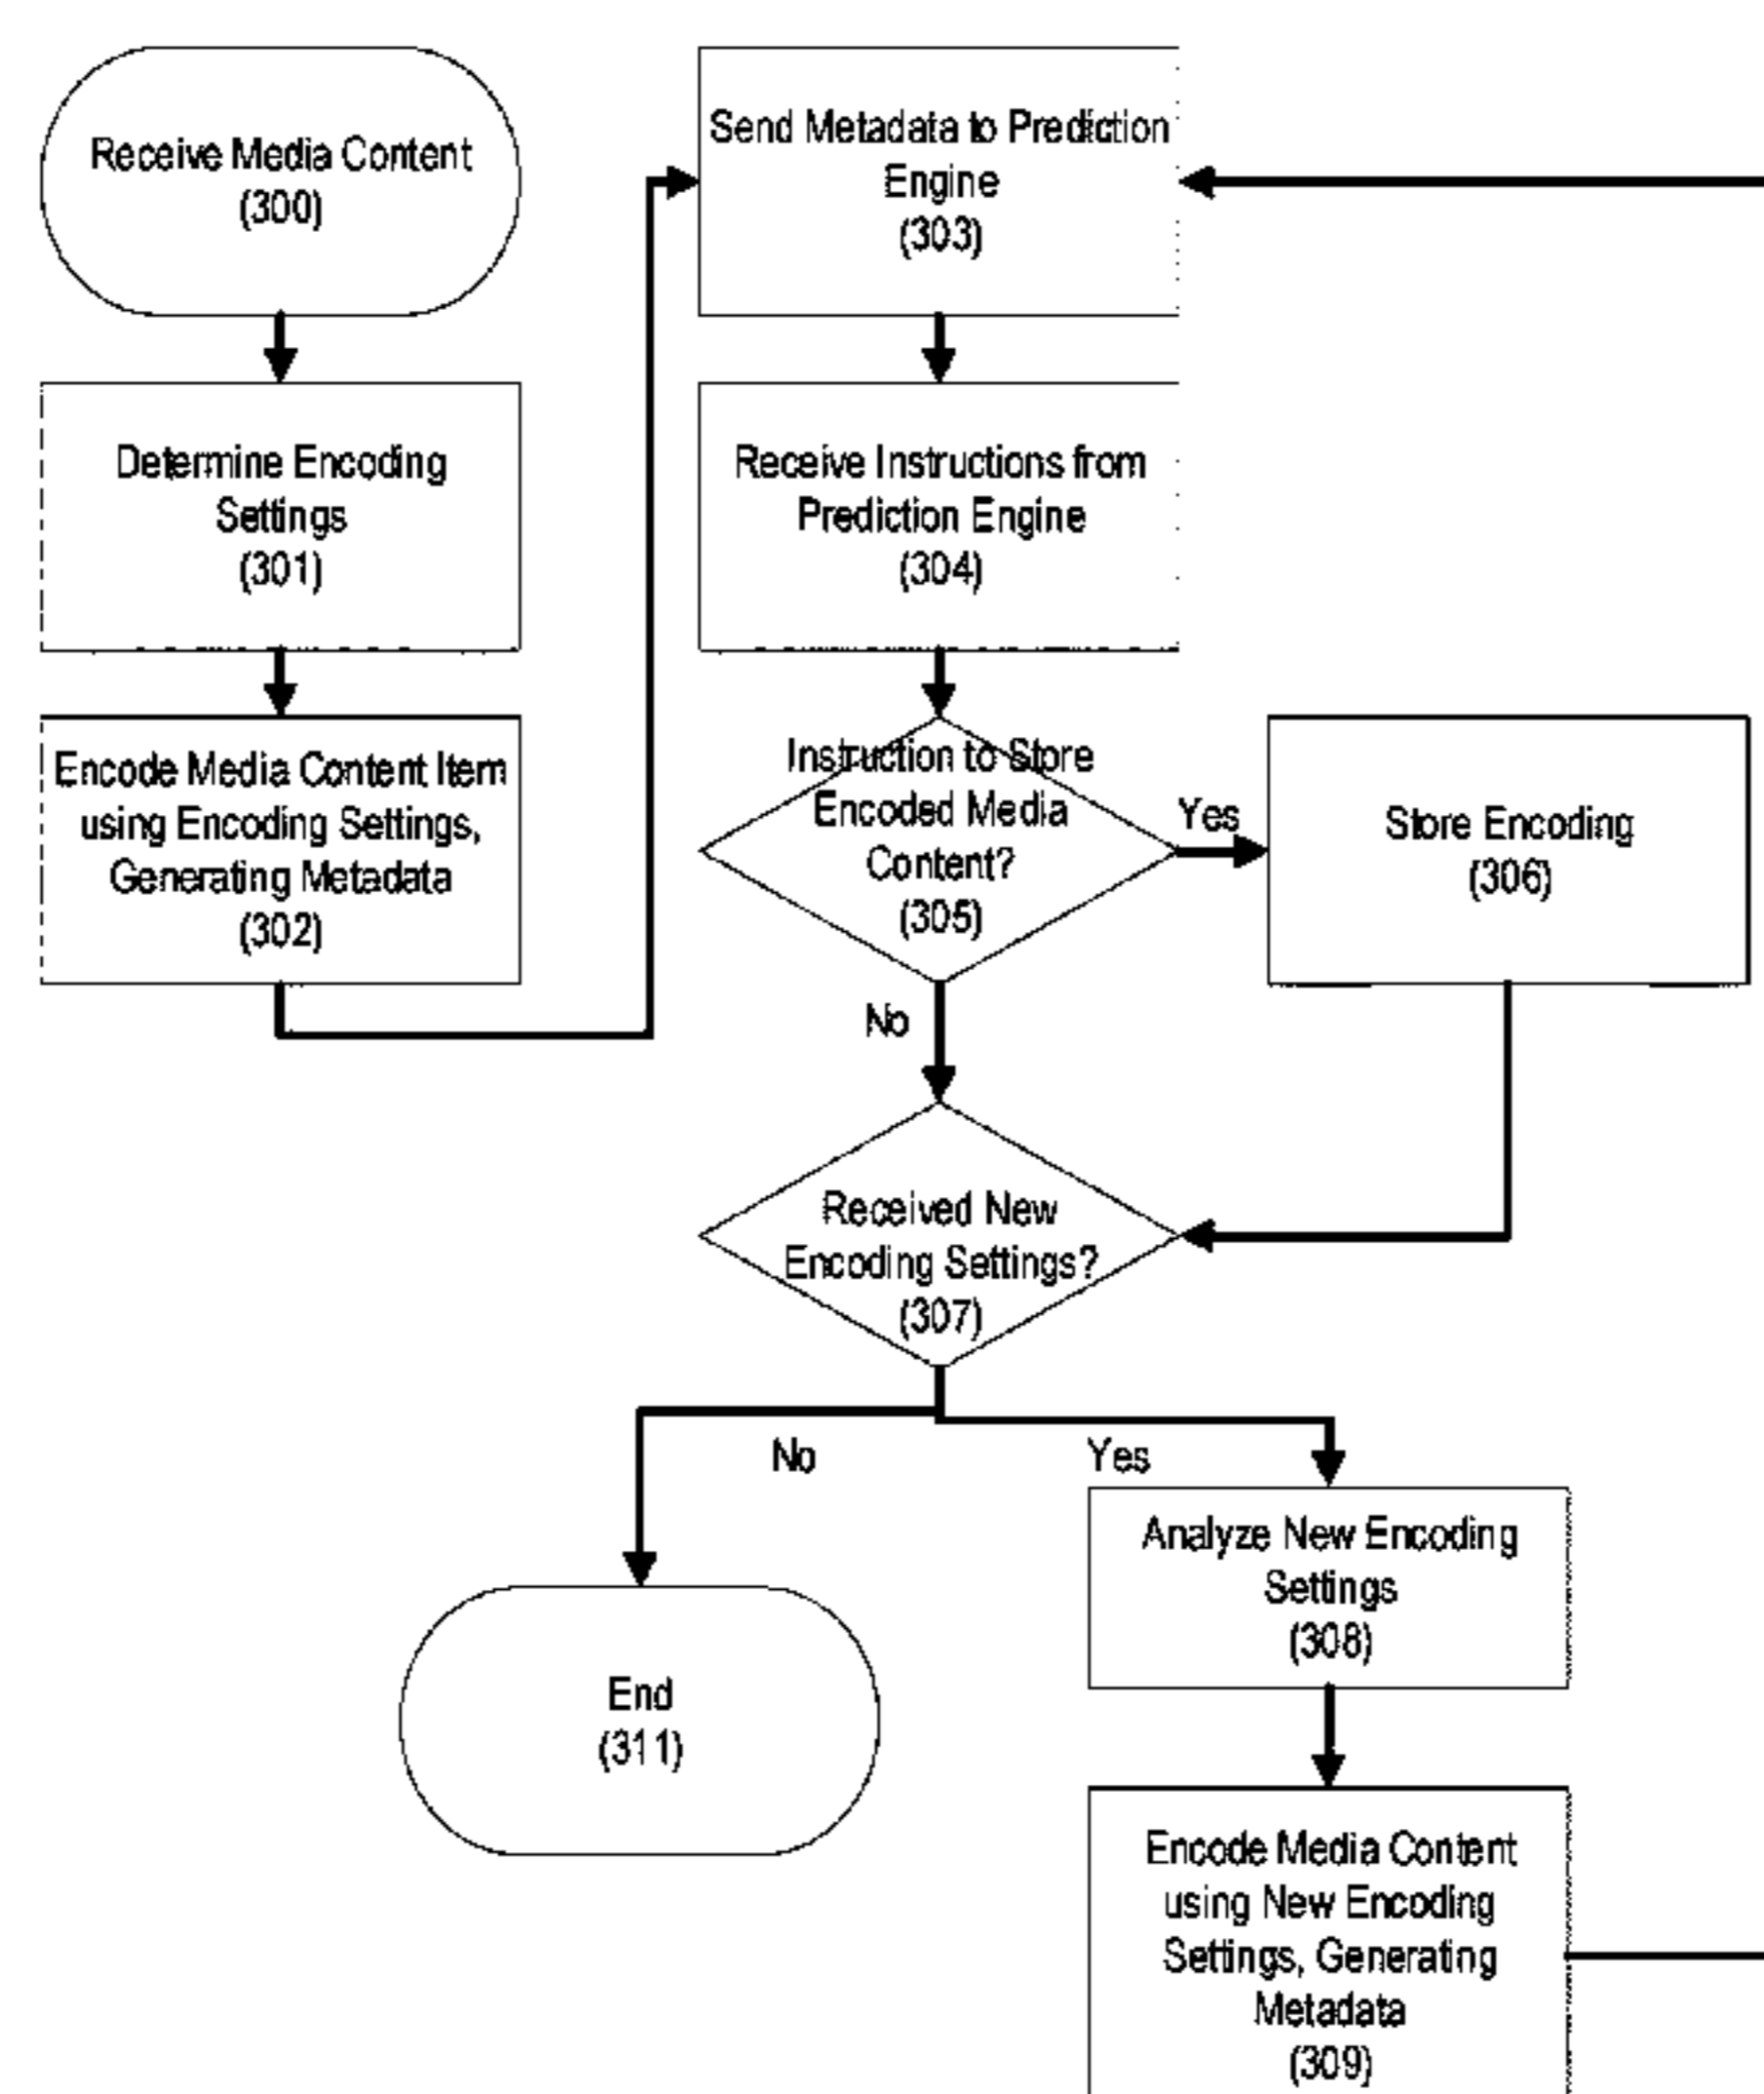 Receive Media Content
(300)
Determine Encoding
Settings
(301)
Encode Media Content Item
using Encoding Settings,
Generating Metadata
(302)
Send Metadata to Prediction
Engine
(303)
Receive Instructions from
Prediction Engine
(304)
Instruction to Store
Encoded Media
Content?
(305)
Yes
Store Encoding
(306)
No
Received New
Encoding Settings?
(307)
No
Yes
Analyze New Encoding
Settings
(308)
End
(311)
Encode Media Content
using New Encoding
Settings, Generating
Metadata
(309)